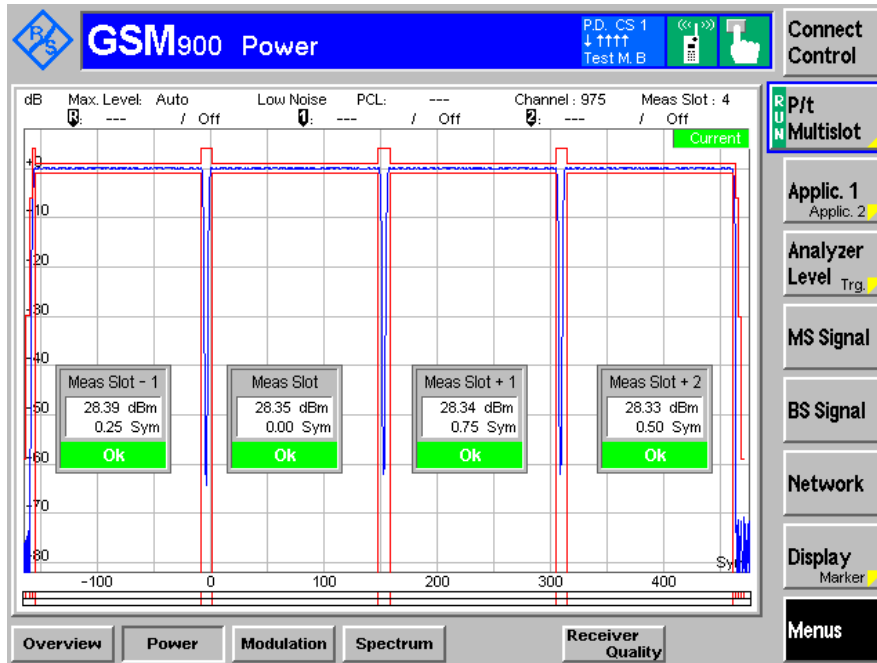 R&S
GSM900 Power
P.D. CS 1
↓ ↑↑↑↑
Test M. B
Connect Control
dB Max. Level: Auto Low Noise PCL: --- Channel : 975 Meas Slot : 4
R: --- / Off 1: --- / Off 2: --- / Off
RUN
P/t Multislot
Current
+0
-10
-20
-30
-40
-50
-60
-70
-80
Applic. 1
Applic. 2
Analyzer
Level Trg.
MS Signal
BS Signal
Network
Display
Marker
Menus
Meas Slot - 1
28.39 dBm
0.25 Sym
Ok
Meas Slot
28.35 dBm
0.00 Sym
Ok
Meas Slot + 1
28.34 dBm
0.75 Sym
Ok
Meas Slot + 2
28.33 dBm
0.50 Sym
Ok
-100 0 100 200 300 400
Overview Power Modulation Spectrum Receiver Quality